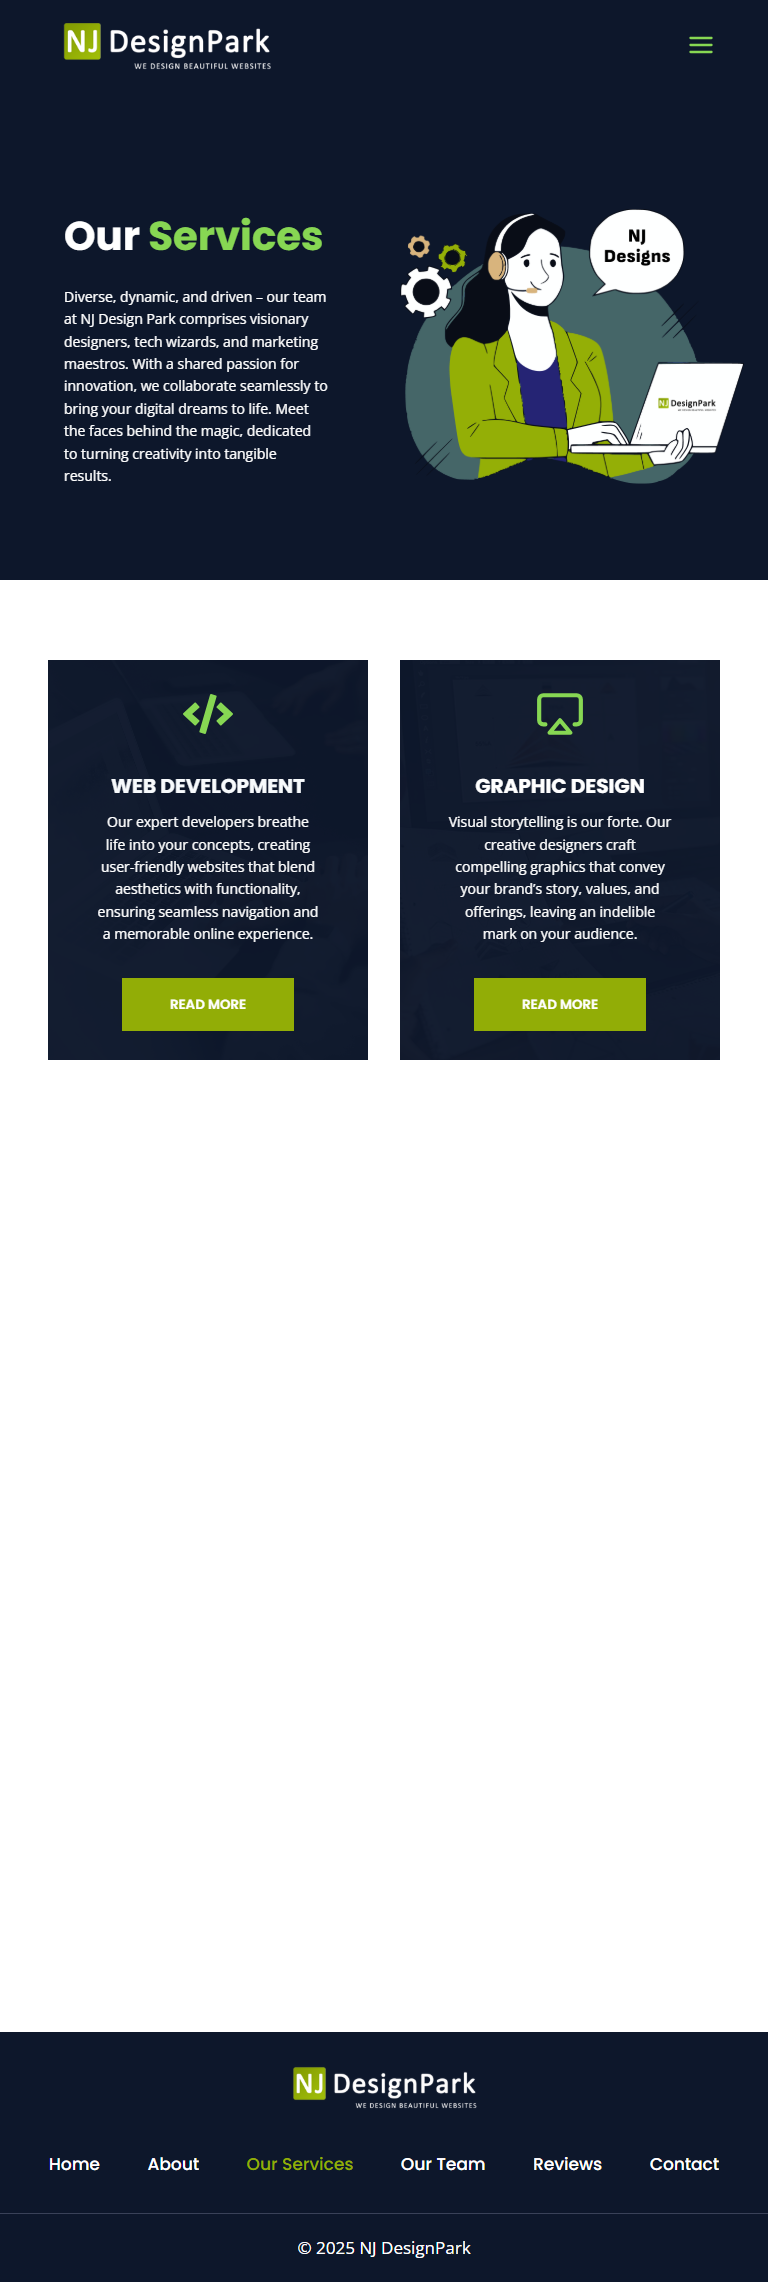 NJ DesignPark
WE DESIGN BEAUTIFUL WEBSITES
Our Services
Diverse, dynamic, and driven – our team
at NJ Design Park comprises visionary
designers, tech wizards, and marketing
maestros. With a shared passion for
innovation, we collaborate seamlessly to
bring your digital dreams to life. Meet
the faces behind the magic, dedicated
to turning creativity into tangible
results.
NJ
Designs
NJ DesignPark
WEB DEVELOPMENT
Our expert developers breathe
life into your concepts, creating
user-friendly websites that blend
aesthetics with functionality,
ensuring seamless navigation and
a memorable online experience.
READ MORE
GRAPHIC DESIGN
Visual storytelling is our forte. Our
creative designers craft
compelling graphics that convey
your brand’s story, values, and
offerings, leaving an indelible
mark on your audience.
READ MORE
NJ DesignPark
WE DESIGN BEAUTIFUL WEBSITES
Home About Our Services Our Team Reviews Contact
© 2025 NJ DesignPark